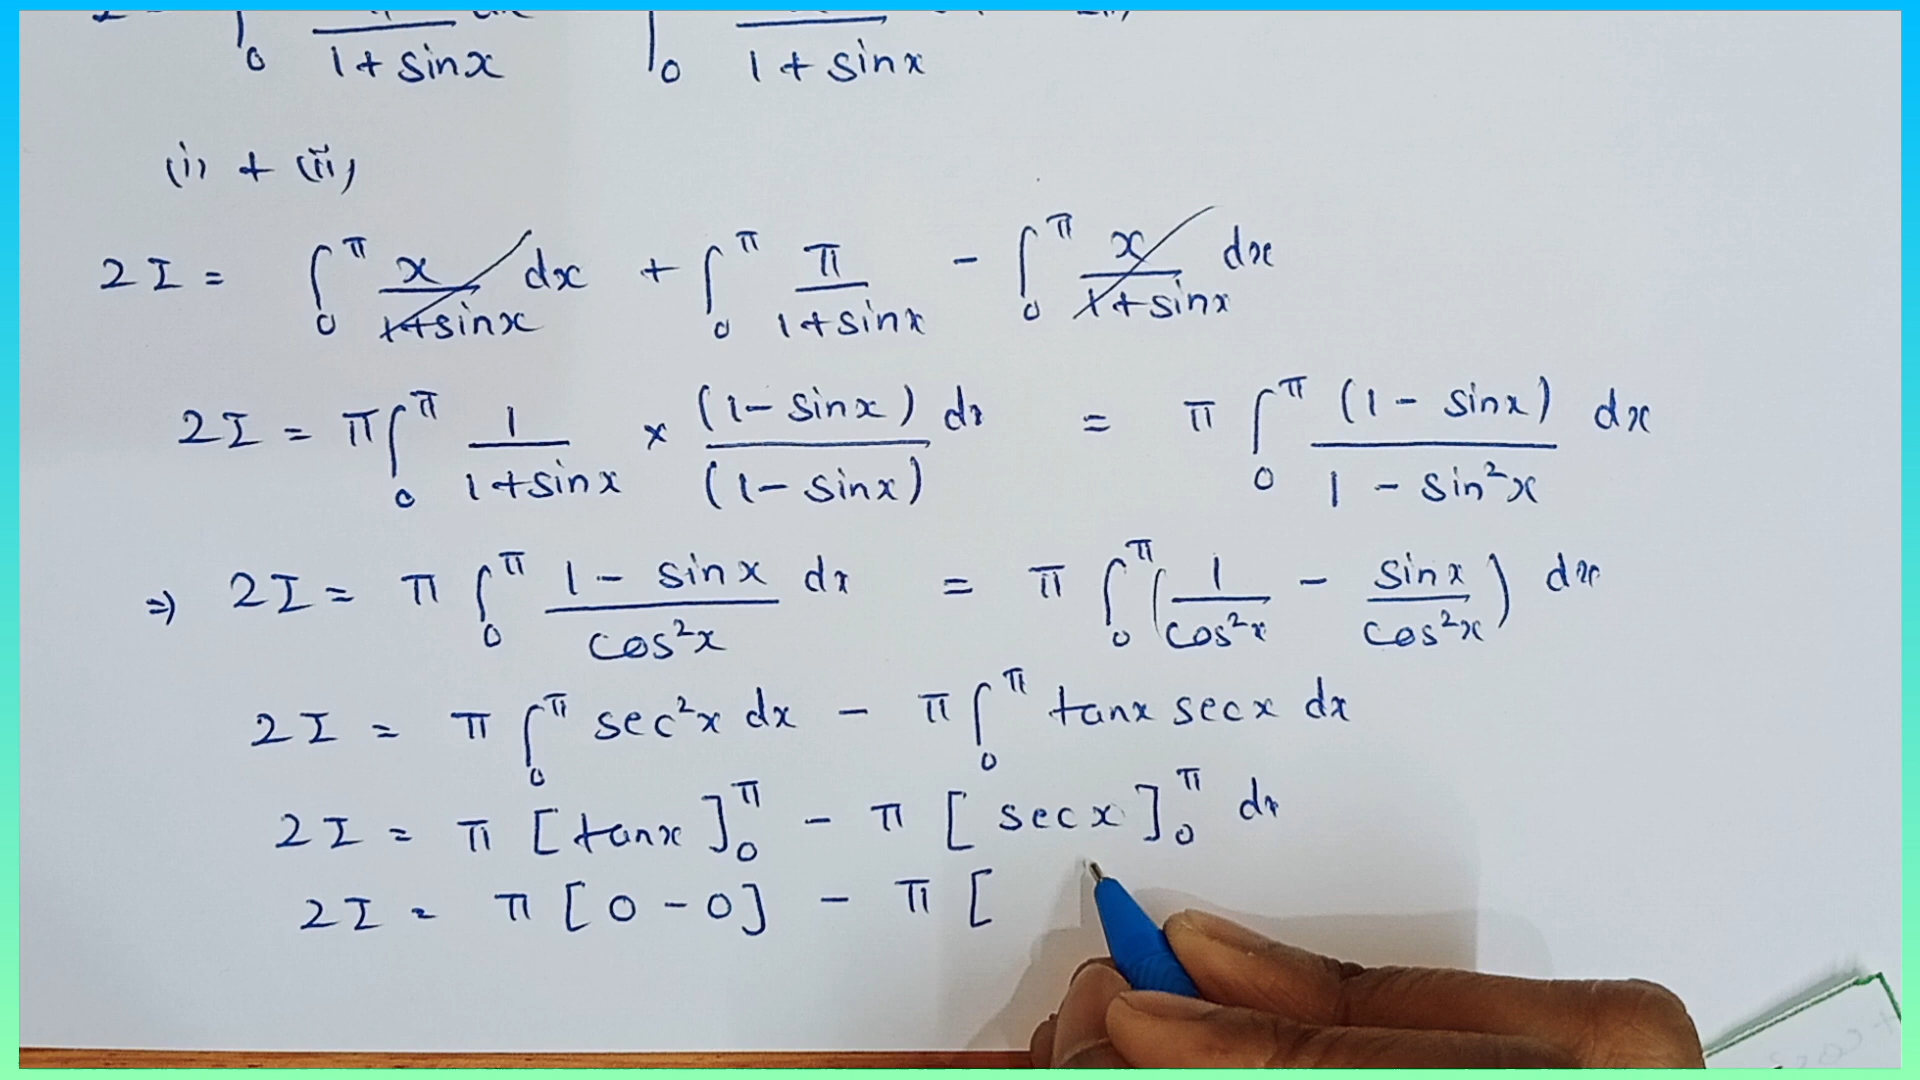 ∫₀ 1+sinx ∫₀ 1+sinx
(i) + (ii)
2I = ∫₀^π x/(1+sinx) dx + ∫₀^π π/(1+sinx) - ∫₀^π x/(1+sinx) dx
2I = π∫₀^π 1/(1+sinx) × (1-sinx)/(1-sinx) dx = π ∫₀^π (1-sinx)/(1-sin²x) dx
⇒ 2I = π ∫₀^π (1-sinx)/cos²x dx = π ∫₀^π (1/cos²x - sinx/cos²x) dx
2I = π ∫₀^π sec²x dx - π ∫₀^π tanx secx dx
2I = π [tanx]₀^π - π [secx]₀^π dx
2I = π [0-0] - π [